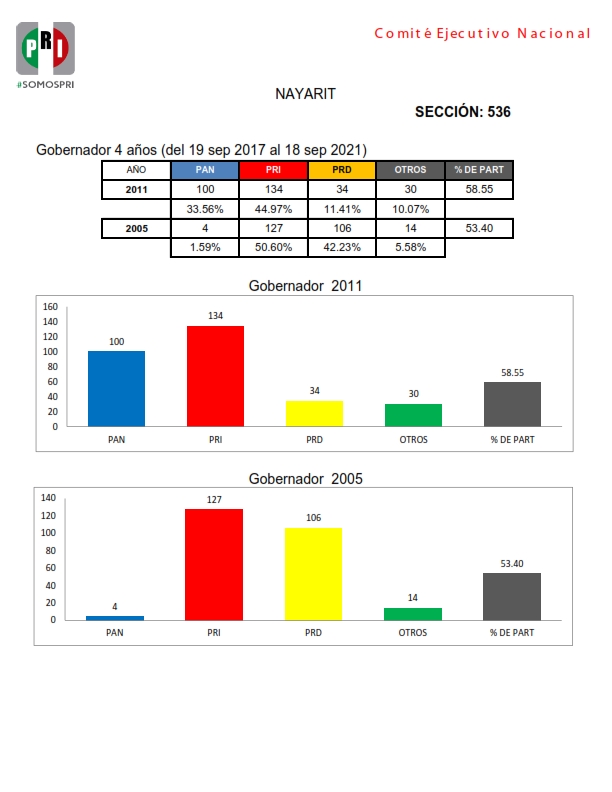 Comité Ejecutivo Nacional
PRI
#SOMOSPRI
NAYARIT
SECCIÓN: 536
Gobernador 4 años (del 19 sep 2017 al 18 sep 2021)
AÑO PAN PRI PRD OTROS % DE PART
2011 100 134 34 30 58.55
33.56% 44.97% 11.41% 10.07%
2005 4 127 106 14 53.40
1.59% 50.60% 42.23% 5.58%
Gobernador 2011
160
140
120
100
80
60
40
20
0
100
134
34
30
58.55
PAN PRI PRD OTROS % DE PART
Gobernador 2005
140
120
100
80
60
40
20
0
4
127
106
14
53.40
PAN PRI PRD OTROS % DE PART